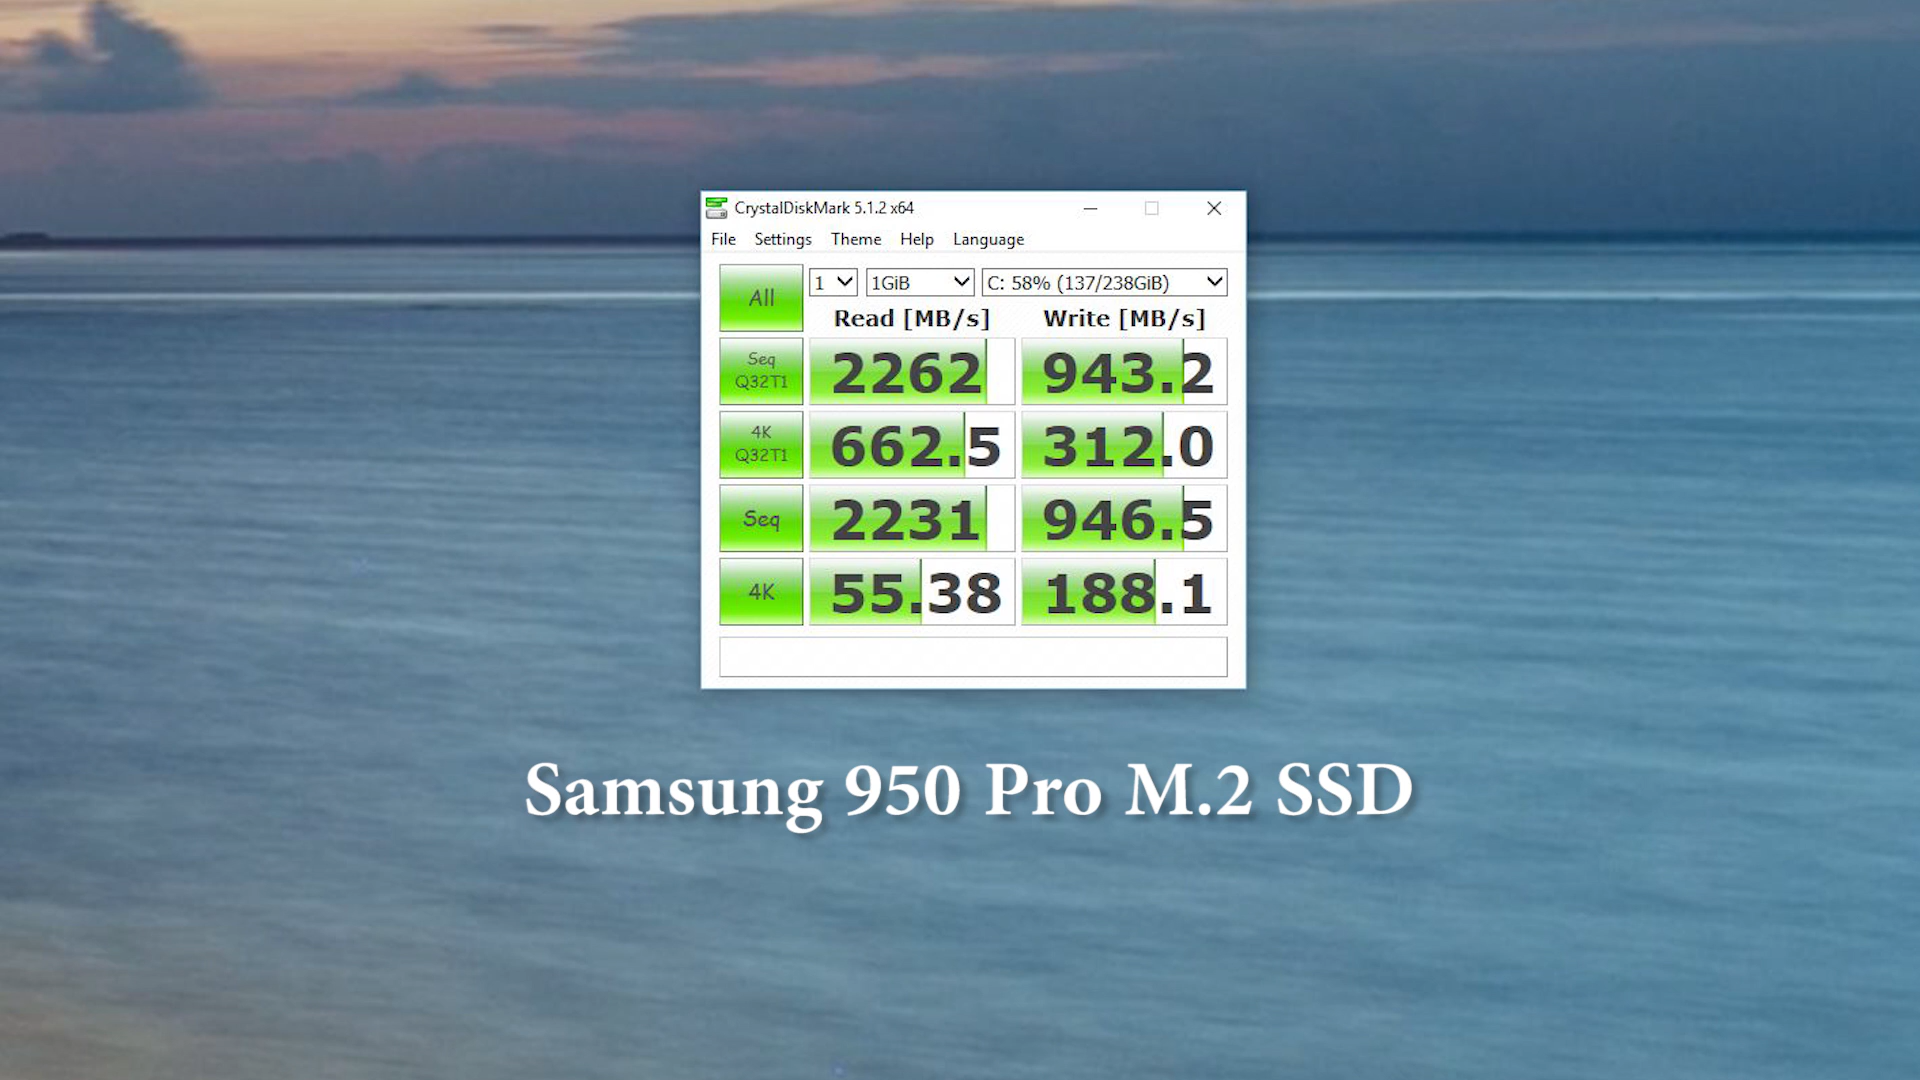 CrystalDiskMark 5.1.2 x64
File Settings Theme Help Language
All 1 1GiB C: 58% (137/238GiB)
Read [MB/s] Write [MB/s]
Seq Q32T1 2262 943.2
4K Q32T1 662.5 312.0
Seq 2231 946.5
4K 55.38 188.1
Samsung 950 Pro M.2 SSD